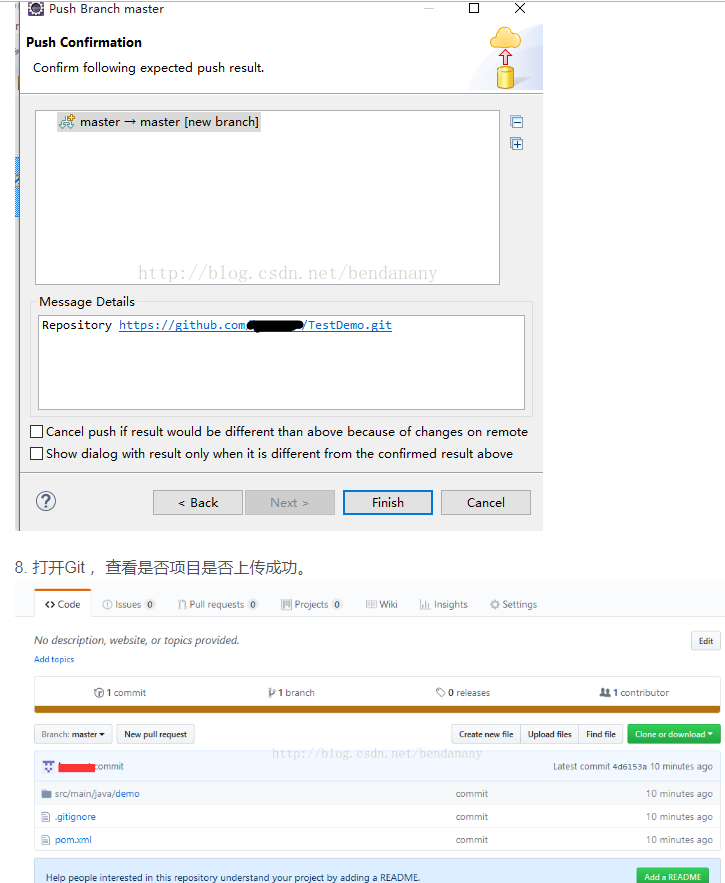 Push Branch master
Push Confirmation
Confirm following expected push result.
master → master [new branch]
http://blog.csdn.net/bendanany
Message Details
Repository https://github.com/ /TestDemo.git
Cancel push if result would be different than above because of changes on remote
Show dialog with result only when it is different from the confirmed result above
? < Back Next > Finish Cancel
8. 打开Git ，查看是否项目是否上传成功。
<> Code Issues 0 Pull requests 0 Projects 0 Wiki Insights Settings
No description, website, or topics provided. Edit
Add topics
1 commit 1 branch 0 releases 1 contributor
Branch: master New pull request Create new file Upload files Find file Clone or download
http://blog.csdn.net/bendanany
commit Latest commit 4d6153a 10 minutes ago
src/main/java/demo commit 10 minutes ago
.gitignore commit 10 minutes ago
pom.xml commit 10 minutes ago
Help people interested in this repository understand your project by adding a README. Add a README